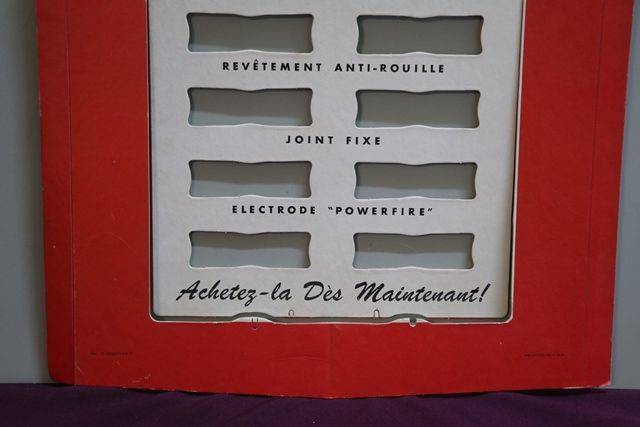 REVÊTEMENT ANTI-ROUILLE
JOINT FIXE
ELECTRODE "POWERFIRE"
Achetez-la Dès Maintenant!